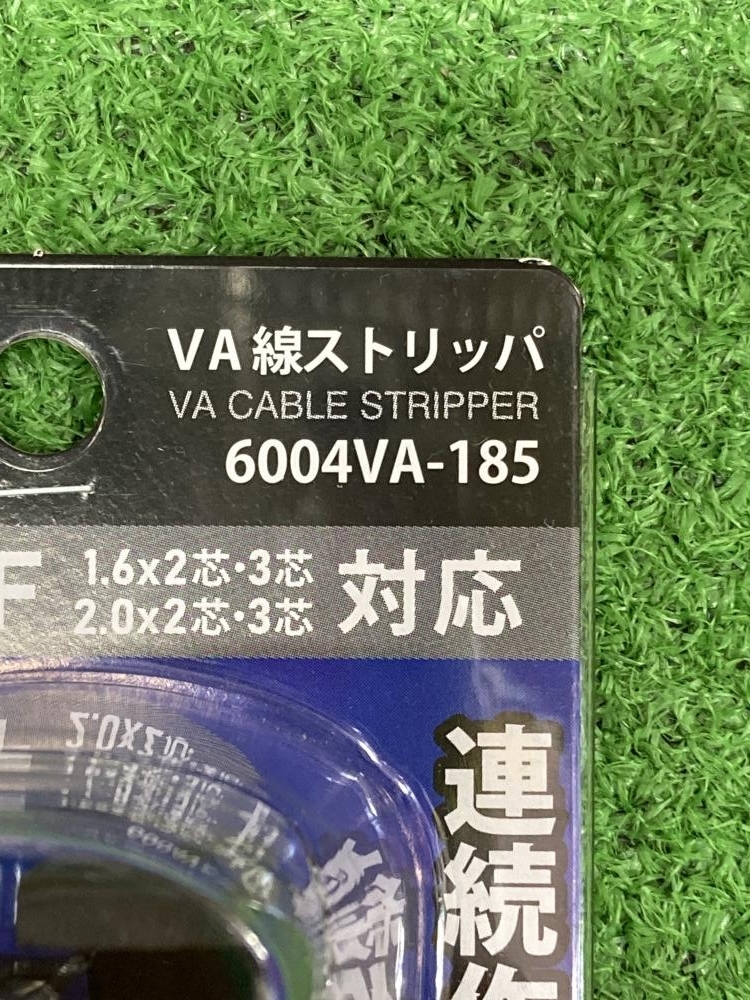 VA線ストリッパ
VA CABLE STRIPPER
6004VA-185
F 1.6x2芯・3芯
2.0x2芯・3芯 対応
連続作